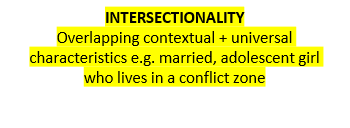 INTERSECTIONALITY
Overlapping contextual + universal
characteristics e.g. married, adolescent girl
who lives in a conflict zone